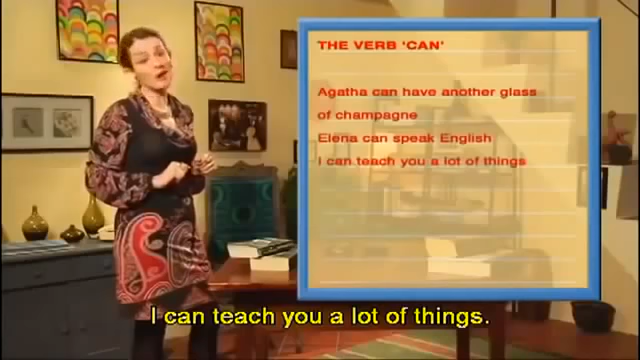 THE VERB 'CAN'
Agatha can have another glass
of champagne
Elena can speak English
I can teach you a lot of things
I can teach you a lot of things.